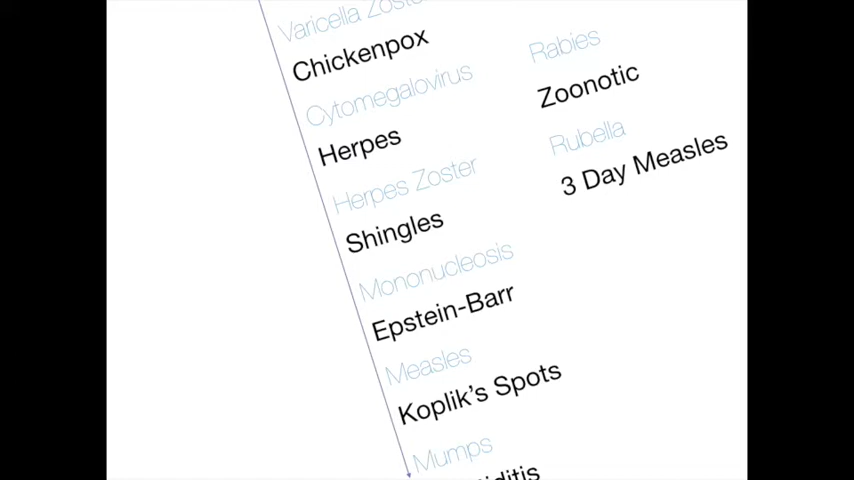 Varicella
Chickenpox
Cytomegalovirus
Herpes
Herpes Zoster
Shingles
Mononucleosis
Epstein-Barr
Measles
Koplik's Spots
Mumps
Rabies
Zoonotic
Rubella
3 Day Measles